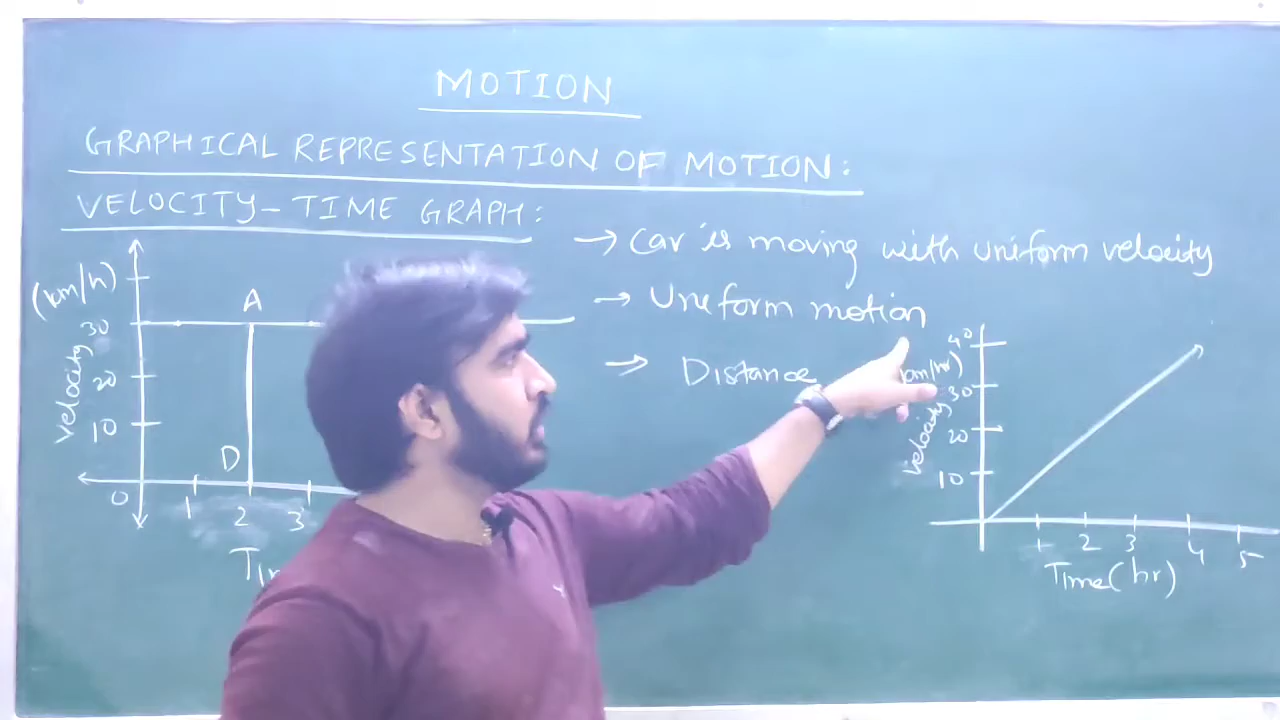 MOTION
GRAPHICAL REPRESENTATION OF MOTION:
VELOCITY-TIME GRAPH:
→ Car is moving with uniform velocity
→ Uniform motion
→ Distance
(km/h)
velocity
30
20
10
0
A
D
1 2 3
40
30
20
10
(km/hr)
velocity
1 2 3 4 5
Time(hr)